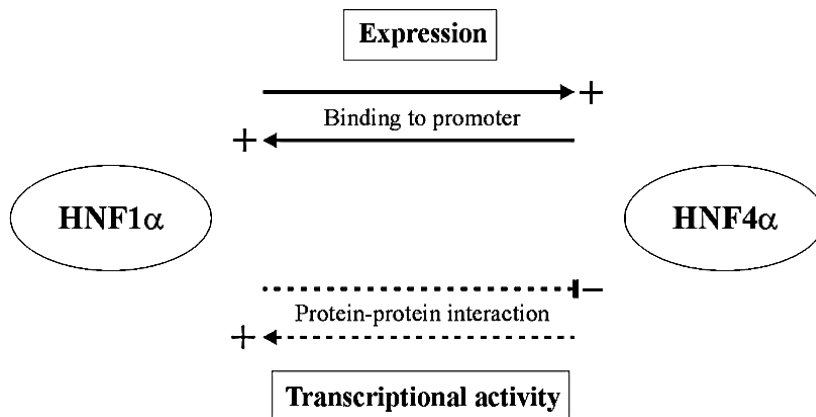 Expression
+
Binding to promoter
+
HNF1α
HNF4α
−
Protein-protein interaction
+
Transcriptional activity